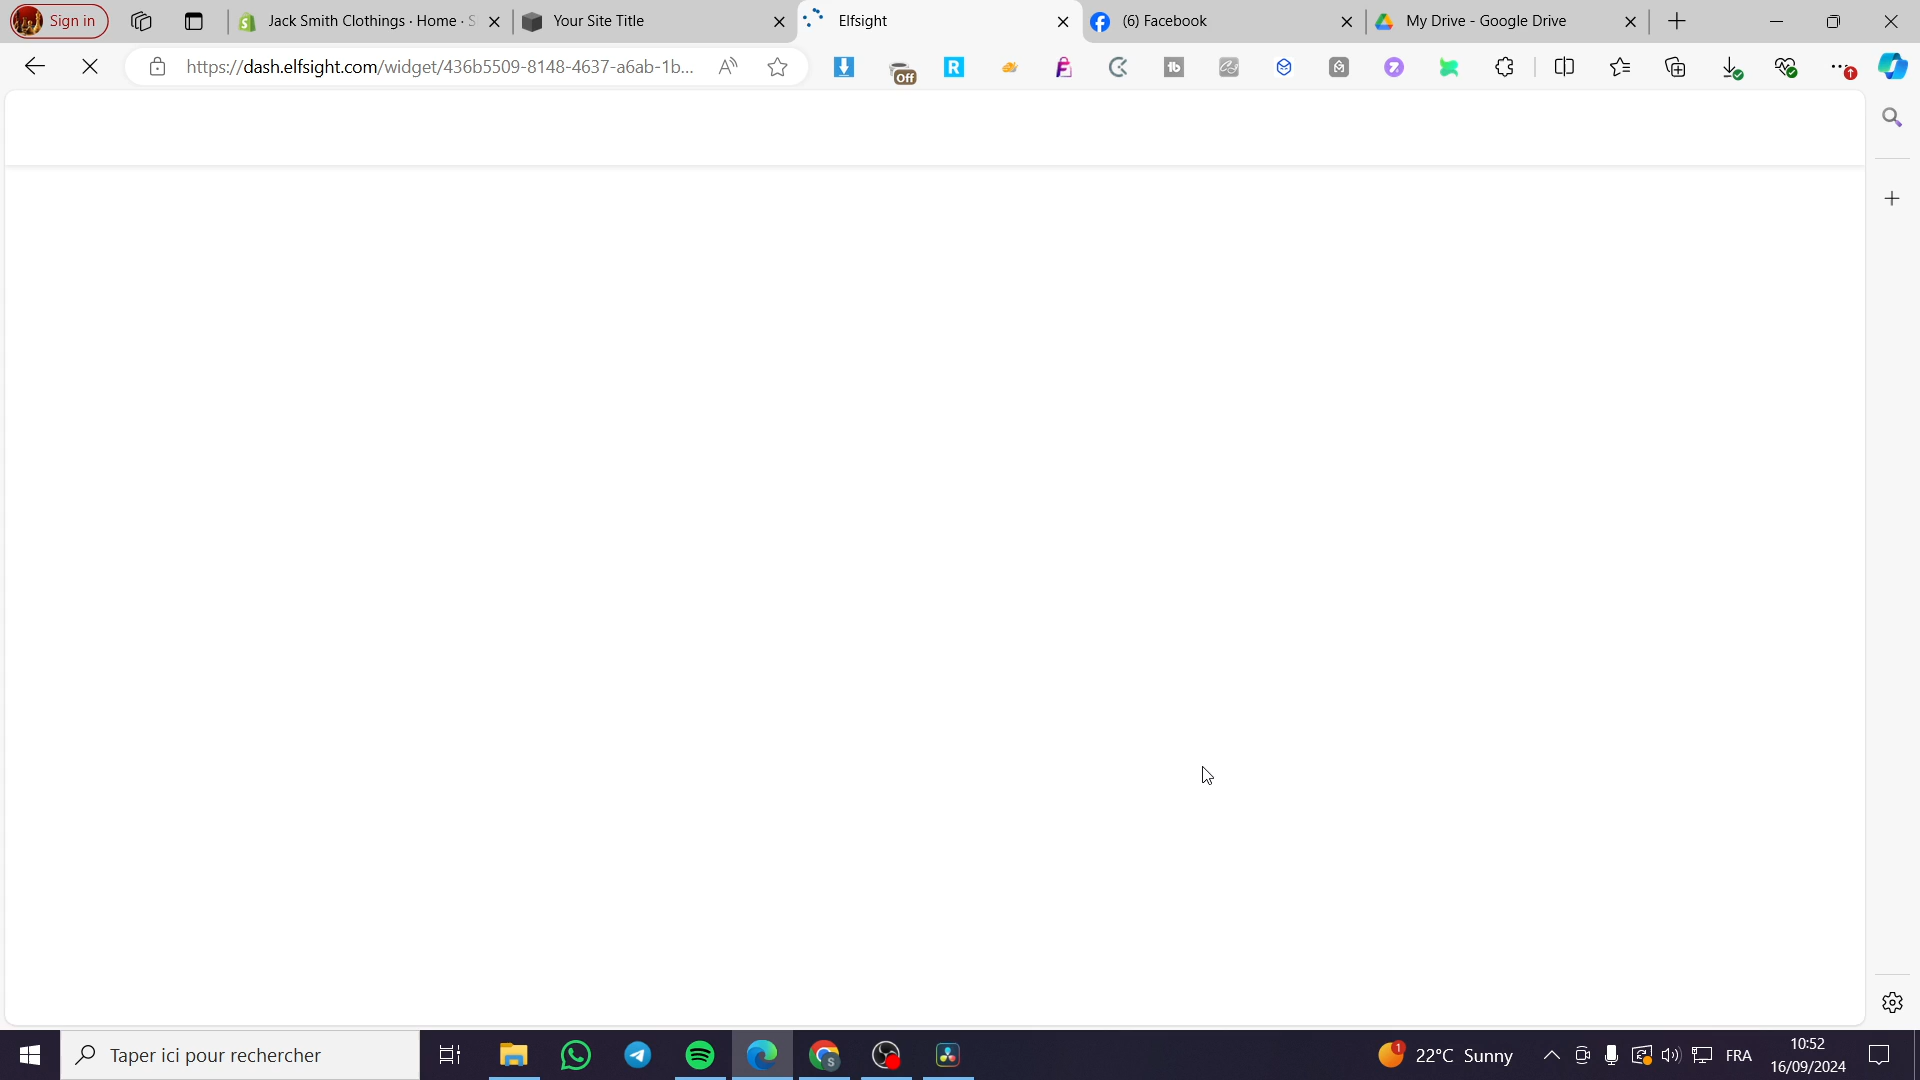 Sign in
Jack Smith Clothings · Home · S
Your Site Title
Elfsight
(6) Facebook
My Drive - Google Drive
https://dash.elfsight.com/widget/436b5509-8148-4637-a6ab-1b...
Off
R
tb
Taper ici pour rechercher
1
22°C Sunny
FRA
10:52
16/09/2024